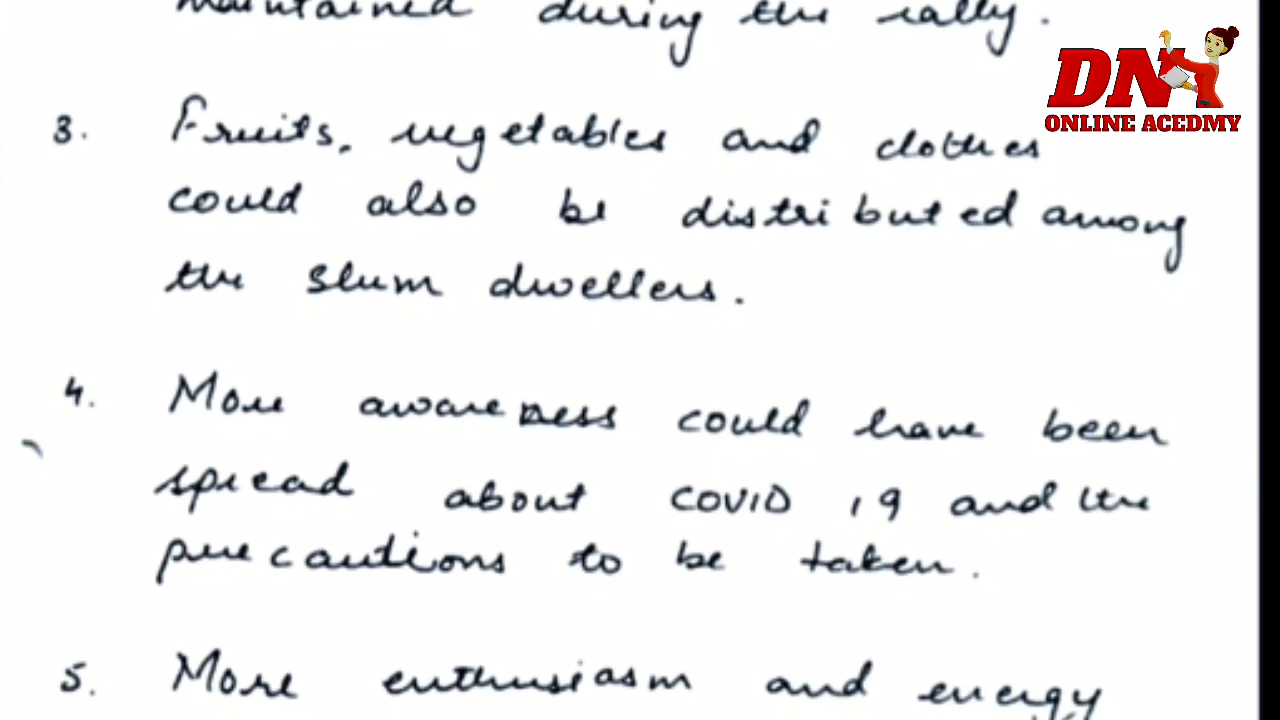 maintained during the rally.
3. Fruits, vegetables and clothes
could also be distributed among
the slum dwellers.
4. More awareness could have been
spread about COVID 19 and the
precautions to be taken.
5. More enthusiasm and energy
DN
ONLINE ACEDMY